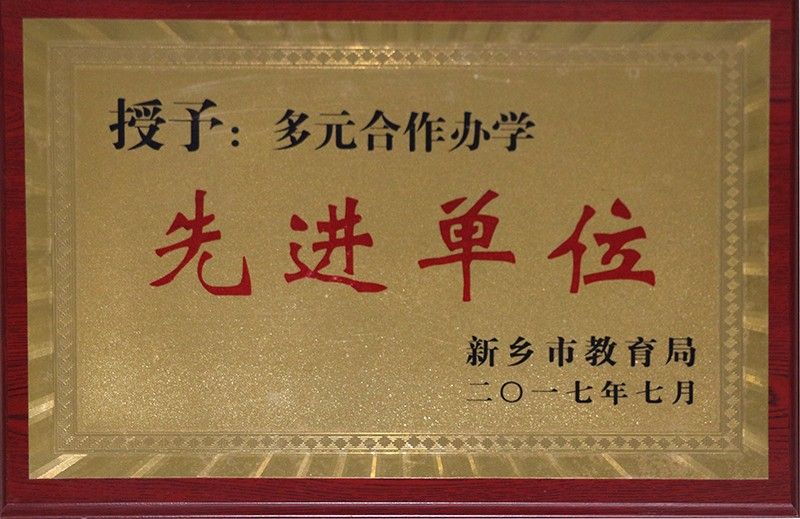 授予：多元合作办学
先进单位
新乡市教育局
二〇一七年七月